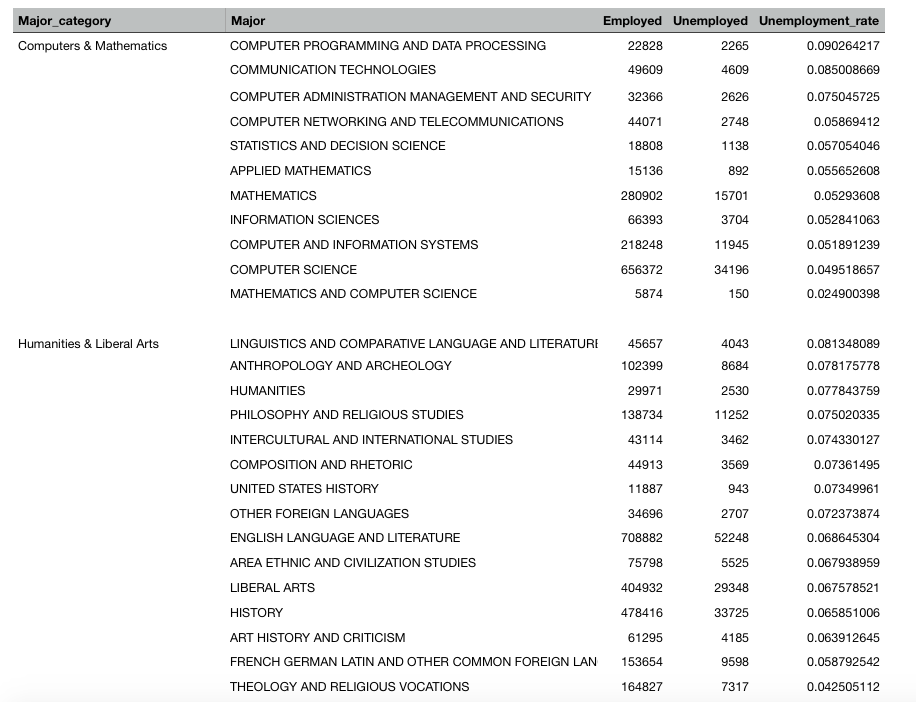 Major_category Major Employed Unemployed Unemployment_rate
Computers & Mathematics COMPUTER PROGRAMMING AND DATA PROCESSING 22828 2265 0.090264217
COMMUNICATION TECHNOLOGIES 49609 4609 0.085008669
COMPUTER ADMINISTRATION MANAGEMENT AND SECURITY 32366 2626 0.075045725
COMPUTER NETWORKING AND TELECOMMUNICATIONS 44071 2748 0.05869412
STATISTICS AND DECISION SCIENCE 18808 1138 0.057054046
APPLIED MATHEMATICS 15136 892 0.055652608
MATHEMATICS 280902 15701 0.05293608
INFORMATION SCIENCES 66393 3704 0.052841063
COMPUTER AND INFORMATION SYSTEMS 218248 11945 0.051891239
COMPUTER SCIENCE 656372 34196 0.049518657
MATHEMATICS AND COMPUTER SCIENCE 5874 150 0.024900398
Humanities & Liberal Arts LINGUISTICS AND COMPARATIVE LANGUAGE AND LITERATURE 45657 4043 0.081348089
ANTHROPOLOGY AND ARCHEOLOGY 102399 8684 0.078175778
HUMANITIES 29971 2530 0.077843759
PHILOSOPHY AND RELIGIOUS STUDIES 138734 11252 0.075020335
INTERCULTURAL AND INTERNATIONAL STUDIES 43114 3462 0.074330127
COMPOSITION AND RHETORIC 44913 3569 0.07361495
UNITED STATES HISTORY 11887 943 0.07349961
OTHER FOREIGN LANGUAGES 34696 2707 0.072373874
ENGLISH LANGUAGE AND LITERATURE 708882 52248 0.068645304
AREA ETHNIC AND CIVILIZATION STUDIES 75798 5525 0.067938959
LIBERAL ARTS 404932 29348 0.067578521
HISTORY 478416 33725 0.065851006
ART HISTORY AND CRITICISM 61295 4185 0.063912645
FRENCH GERMAN LATIN AND OTHER COMMON FOREIGN LAN 153654 9598 0.058792542
THEOLOGY AND RELIGIOUS VOCATIONS 164827 7317 0.042505112